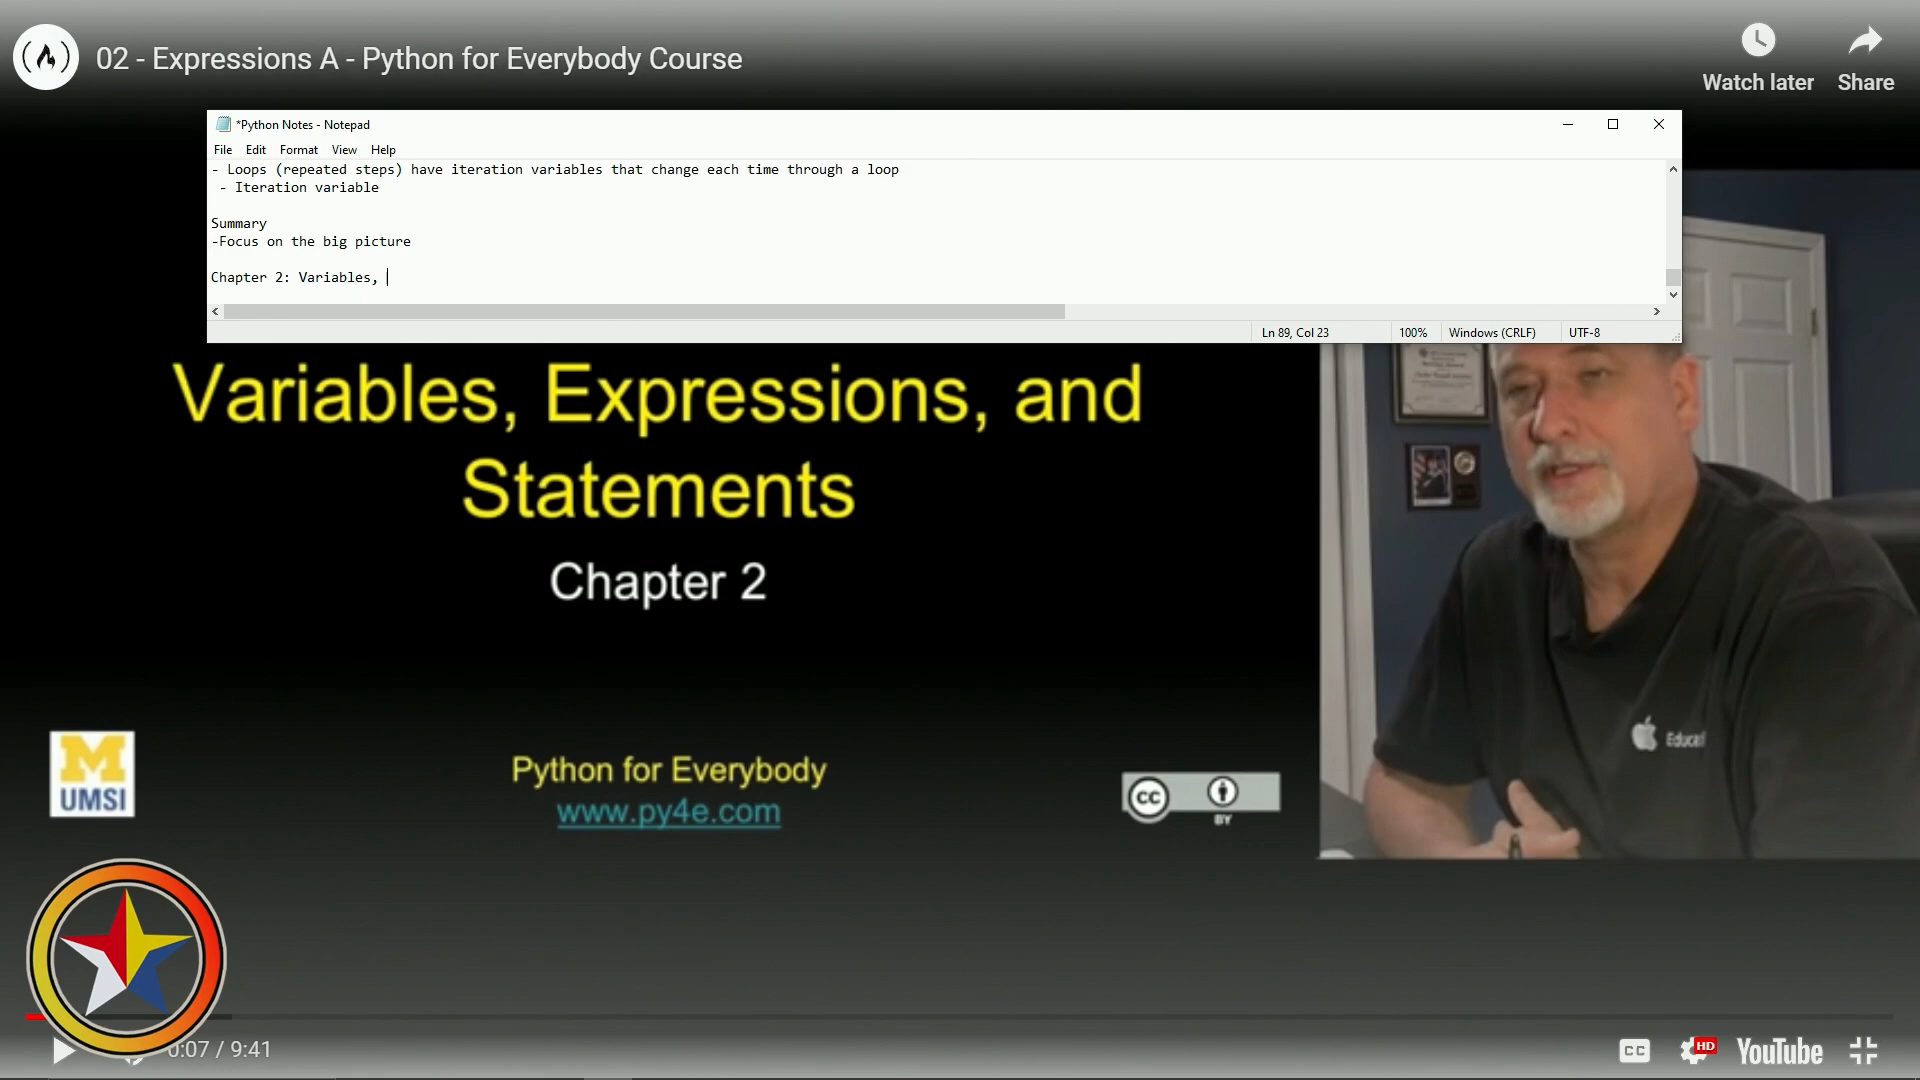 02 - Expressions A - Python for Everybody Course
Watch later
Share
*Python Notes - Notepad
File Edit Format View Help
- Loops (repeated steps) have iteration variables that change each time through a loop
- Iteration variable
Summary
-Focus on the big picture
Chapter 2: Variables,
Ln 89, Col 23
100%
Windows (CRLF)
UTF-8
Variables, Expressions, and
Statements
Chapter 2
M
UMSI
Python for Everybody
www.py4e.com
cc
BY
0:07 / 9:41
CC
HD
YouTube